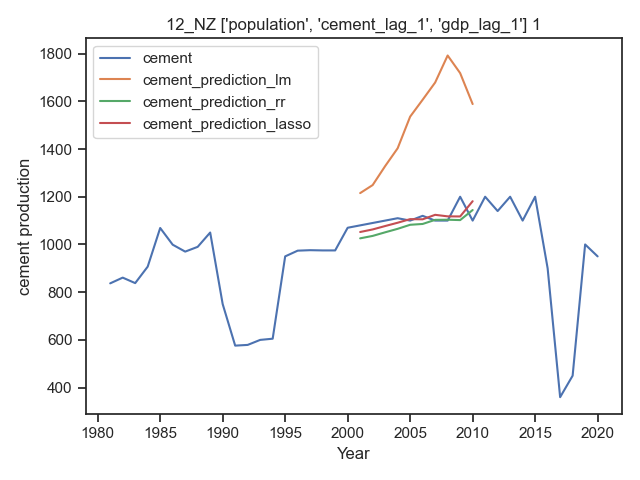 12_NZ ['population', 'cement_lag_1', 'gdp_lag_1'] 1
cement
cement_prediction_lm
cement_prediction_rr
cement_prediction_lasso
cement production
1800
1600
1400
1200
1000
800
600
400
1980 1985 1990 1995 2000 2005 2010 2015 2020
Year